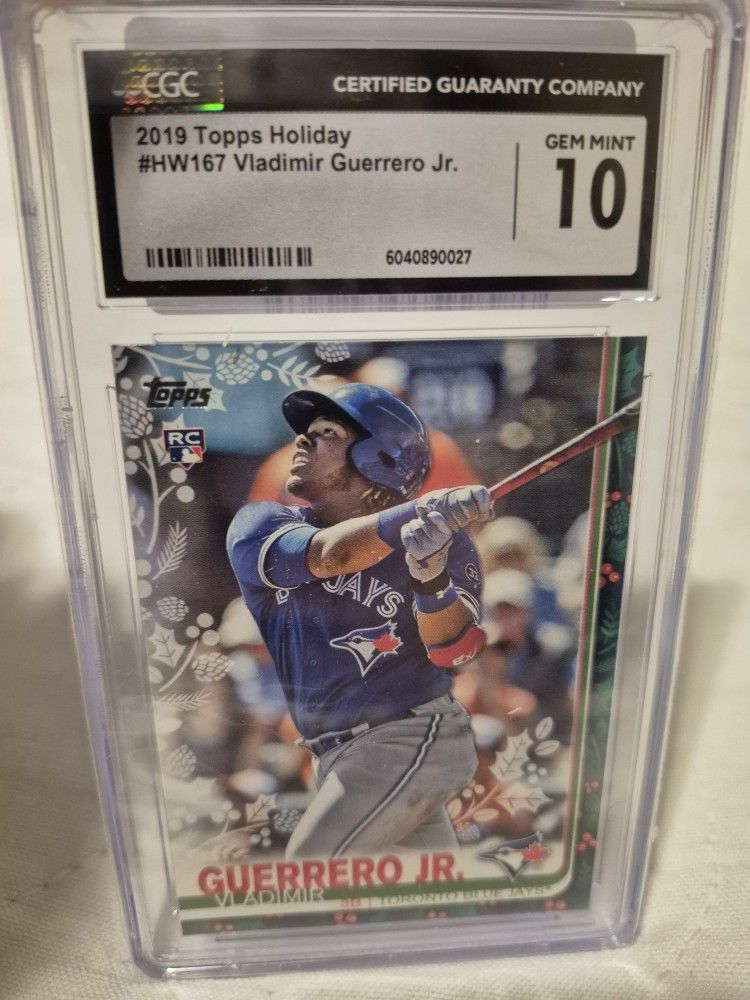 CGC
CERTIFIED GUARANTY COMPANY
2019 Topps Holiday
#HW167 Vladimir Guerrero Jr.
GEM MINT
10
6040890027
Topps
RC
JAYS
GUERRERO JR.
VLADIMIR
3B | TORONTO BLUE JAYS